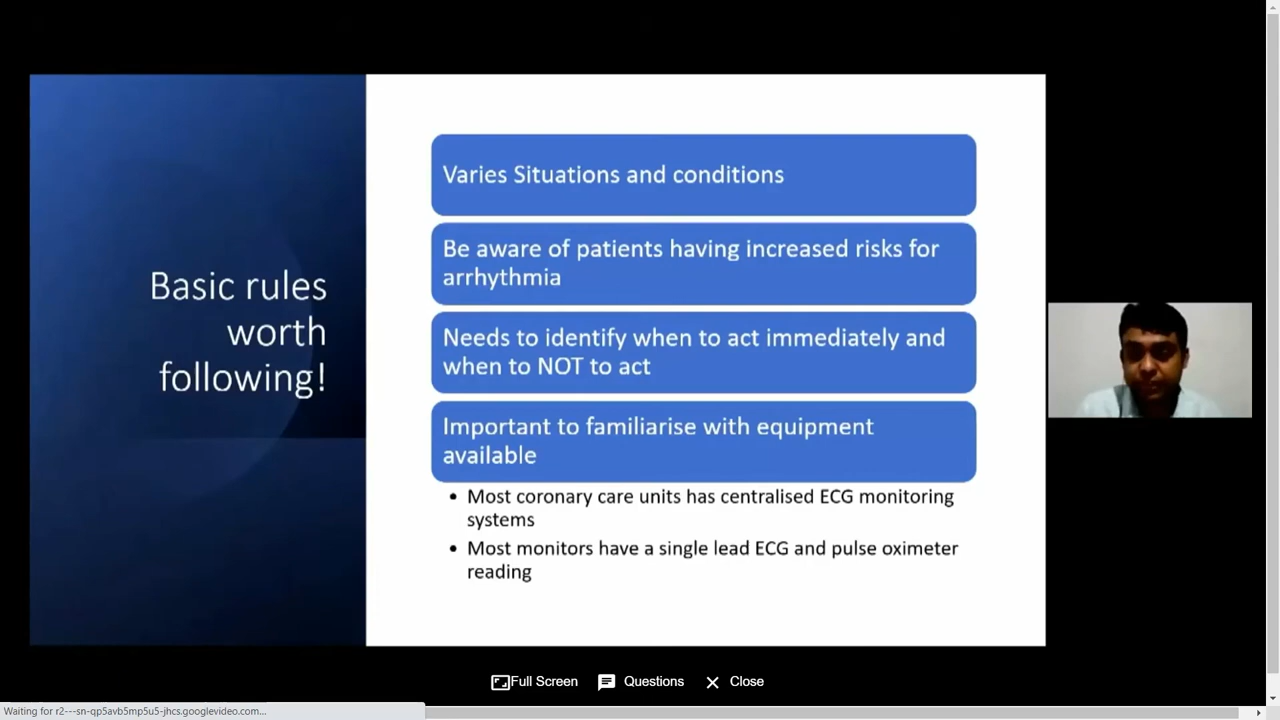 Basic rules
worth
following!
Varies Situations and conditions
Be aware of patients having increased risks for
arrhythmia
Needs to identify when to act immediately and
when to NOT to act
Important to familiarise with equipment
available
• Most coronary care units has centralised ECG monitoring
systems
• Most monitors have a single lead ECG and pulse oximeter
reading
Full Screen Questions Close
Waiting for r2---sn-qp5avb5mp5u5-jhcs.googlevideo.com...